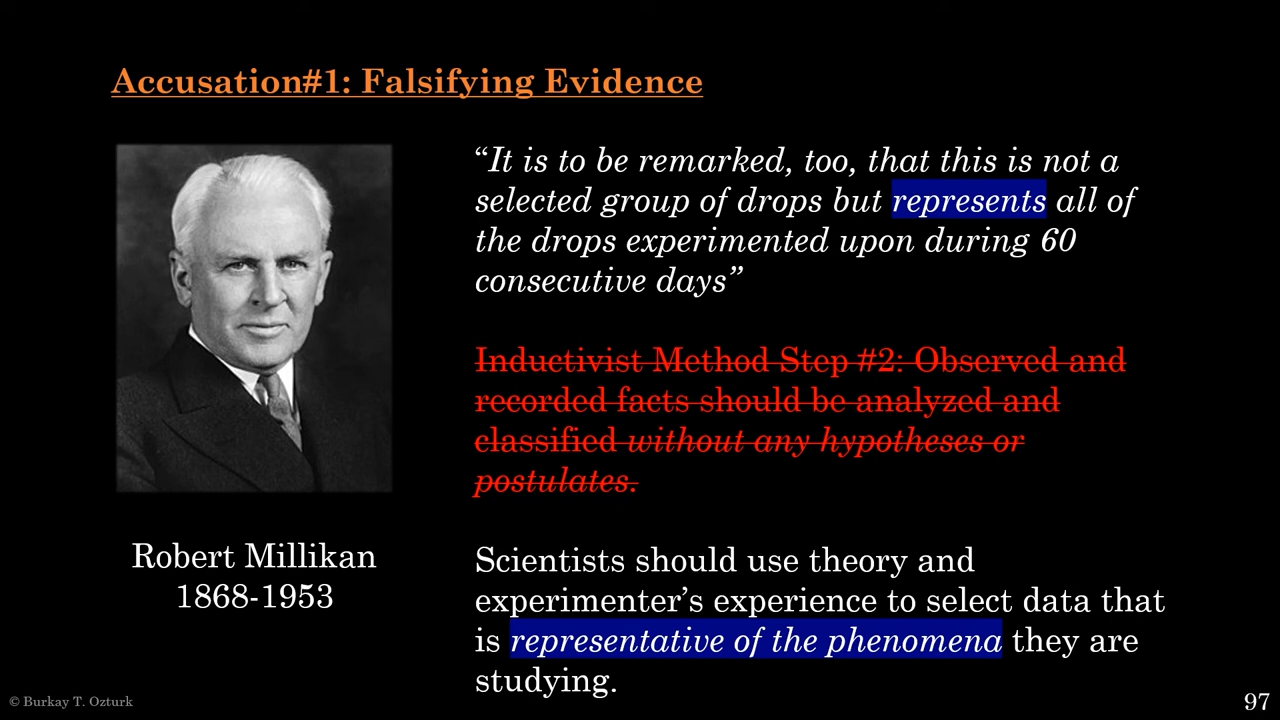 Accusation#1: Falsifying Evidence
“It is to be remarked, too, that this is not a
selected group of drops but represents all of
the drops experimented upon during 60
consecutive days”
Inductivist Method Step #2: Observed and
recorded facts should be analyzed and
classified without any hypotheses or
postulates.
Robert Millikan
1868-1953
Scientists should use theory and
experimenter’s experience to select data that
is representative of the phenomena they are
studying.
© Burkay T. Ozturk
97